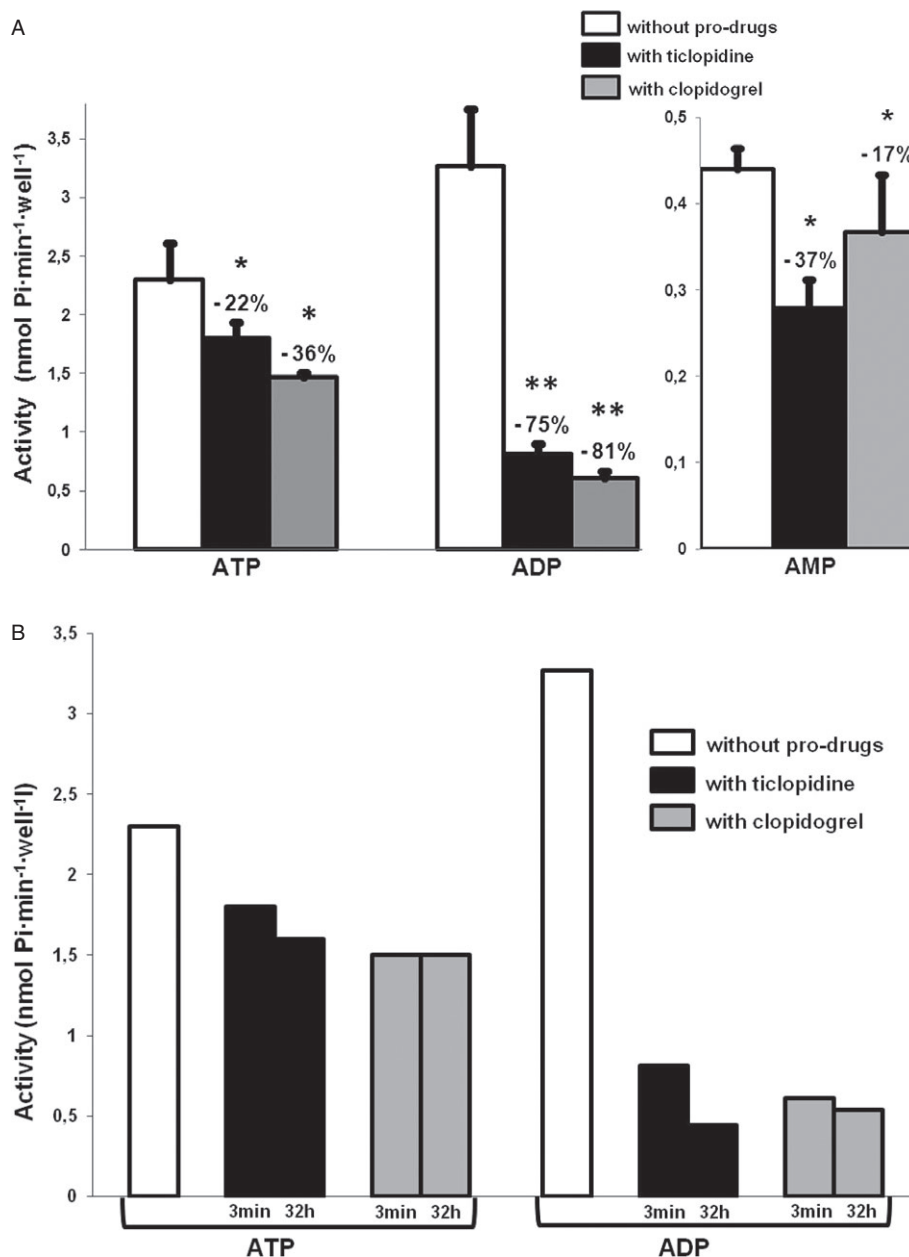 A
without pro-drugs
with ticlopidine
with clopidogrel
Activity (nmol Pi·min⁻¹·well⁻¹)
3,5
3
2,5
2
1,5
1
0,5
0
*
- 22%
*
- 36%
**
- 75%
**
- 81%
ATP
ADP
0,5
0,4
0,3
0,2
0,1
0
*
- 37%
*
- 17%
AMP
B
Activity (nmol Pi·min⁻¹·well⁻¹l)
3,5
3
2,5
2
1,5
1
0,5
0
without pro-drugs
with ticlopidine
with clopidogrel
3min 32h 3min 32h 3min 32h 3min 32h
ATP ADP